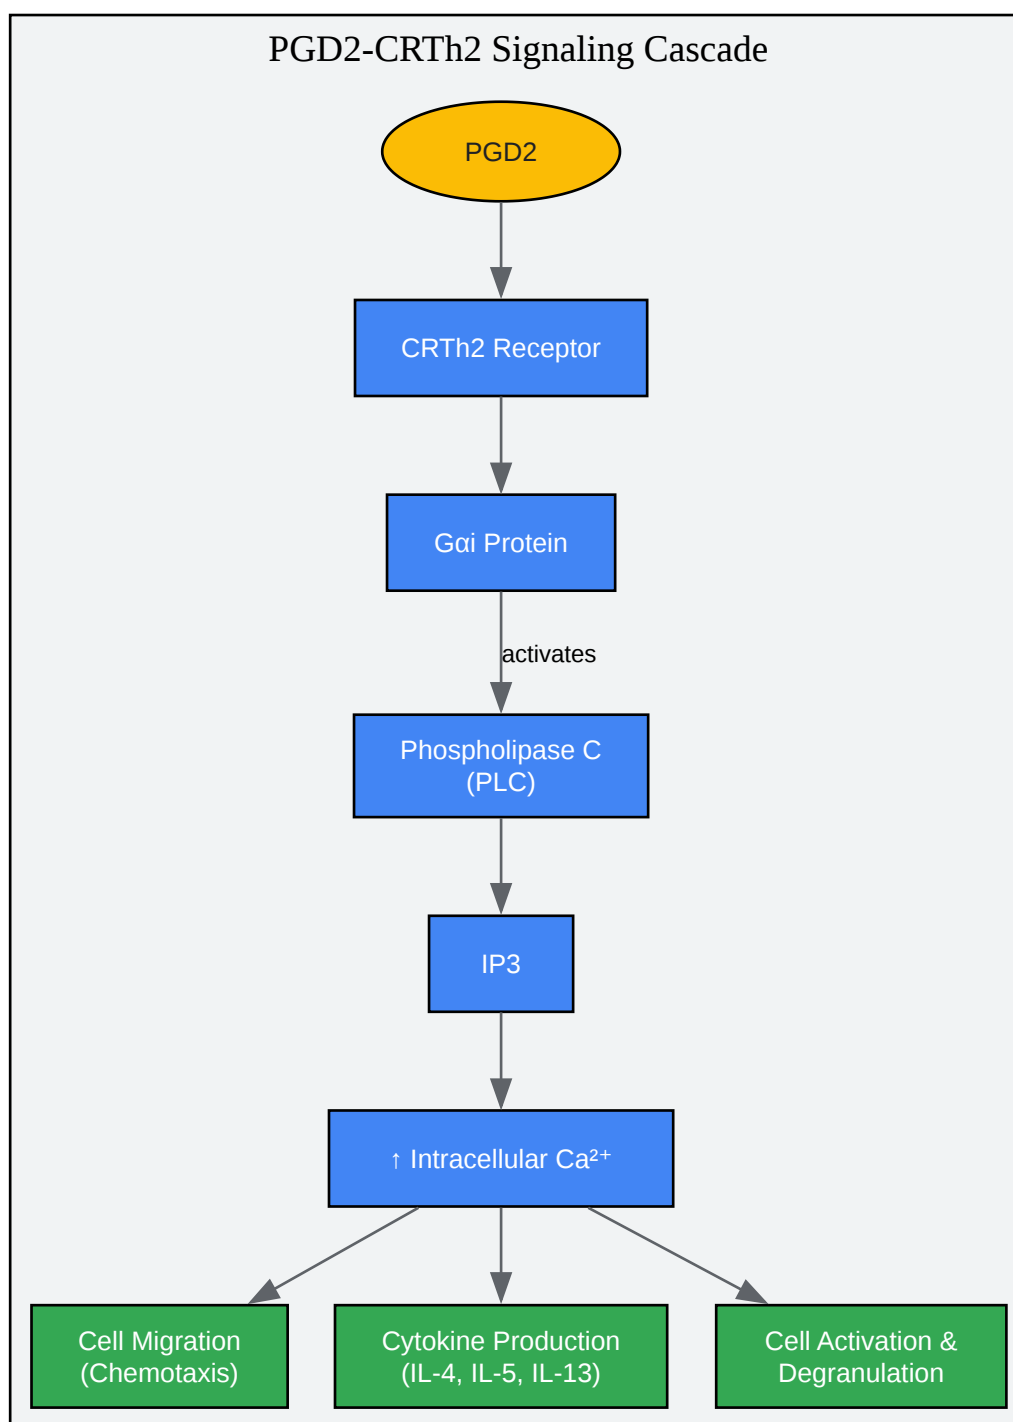 PGD2-CRTh2 Signaling Cascade
PGD2
CRTh2 Receptor
Gαi Protein
activates
Phospholipase C
(PLC)
IP3
↑ Intracellular Ca²⁺
Cell Migration
(Chemotaxis)
Cytokine Production
(IL-4, IL-5, IL-13)
Cell Activation &
Degranulation